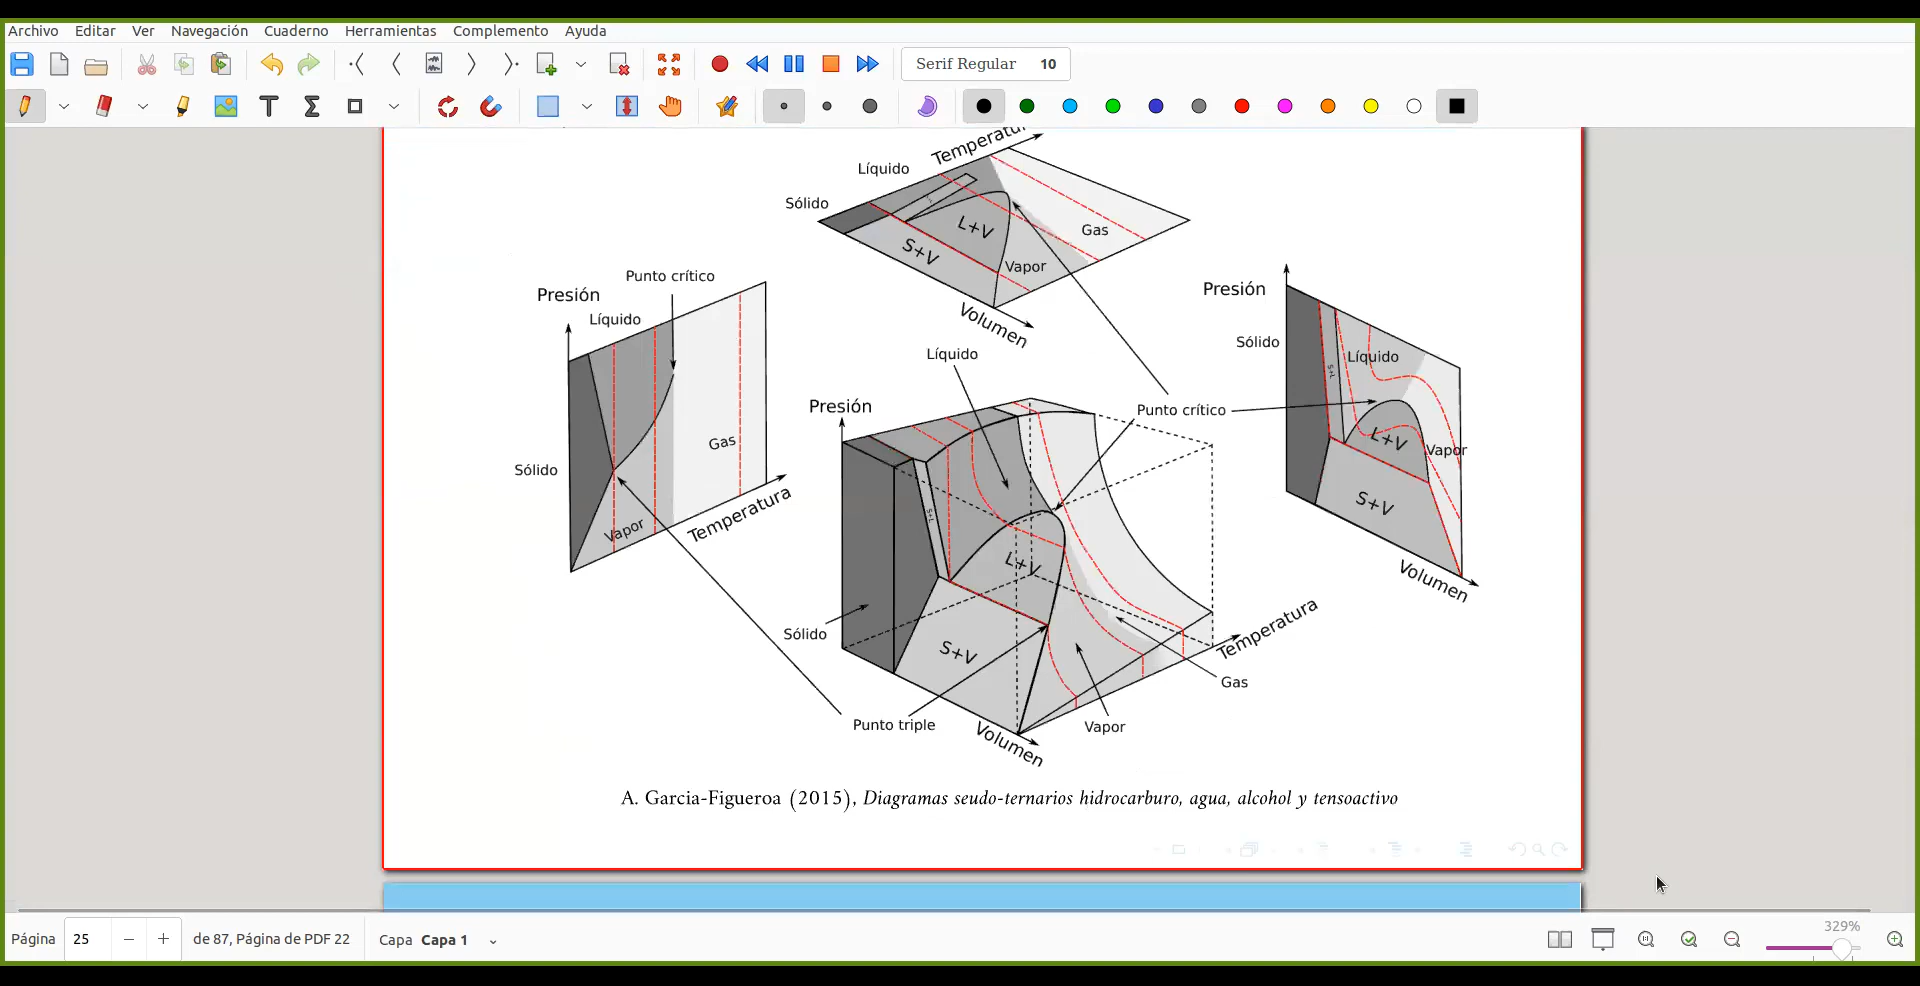 Archivo Editar Ver Navegación Cuaderno Herramientas Complemento Ayuda
Serif Regular 10
Temperatu
Líquido
Sólido
L+V
S+V
Gas
Vapor
Volumen
Punto crítico
Presión
Líquido
Gas
Sólido
Vapor
Temperatura
Presión
Sólido
S+L
Líquido
L+V
Vapor
S+V
Volumen
Líquido
Presión
Punto crítico
S+L
L+V
Sólido
S+V
Temperatura
Gas
Punto triple
Vapor
Volumen
A. Garcia-Figueroa (2015), Diagramas seudo-ternarios hidrocarburo, agua, alcohol y tensoactivo
329%
Página 25 de 87, Página de PDF 22 Capa Capa 1